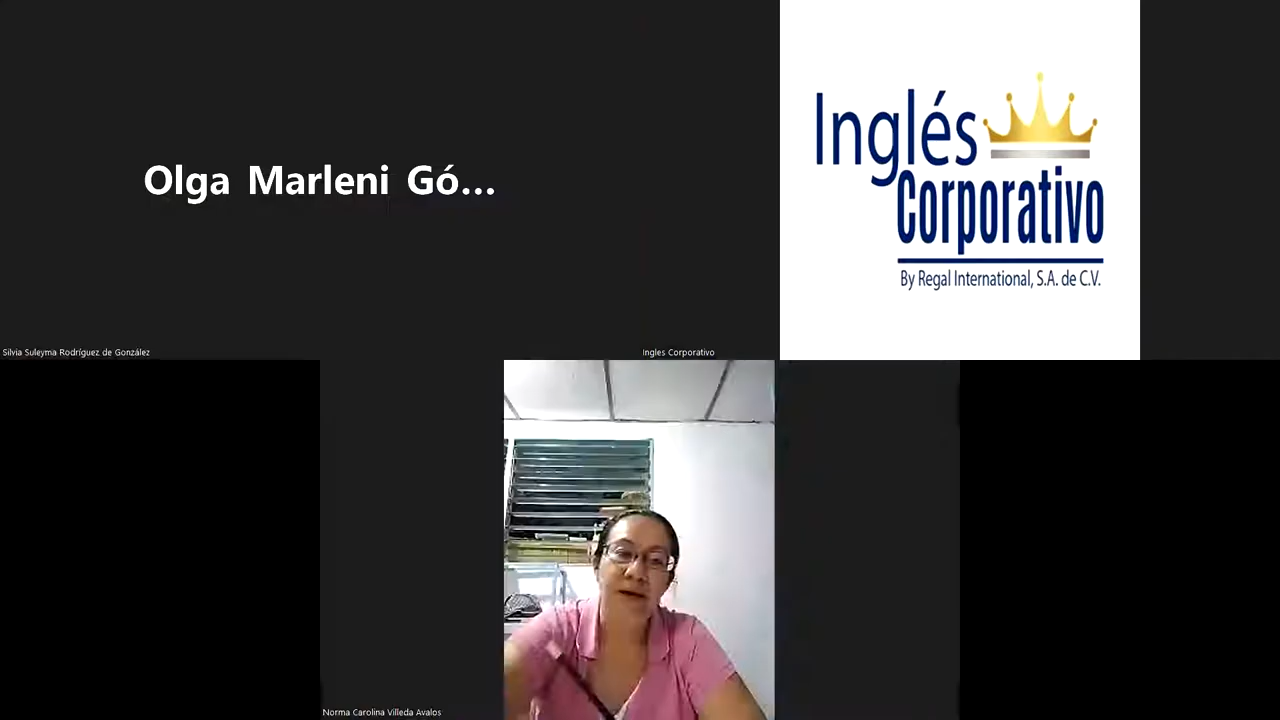 Olga Marleni Gó...
Inglés
Corporativo
By Regal International, S.A. de C.V.
Silvia Suleyma Rodríguez de González
Ingles Corporativo
Norma Carolina Villeda Avalos